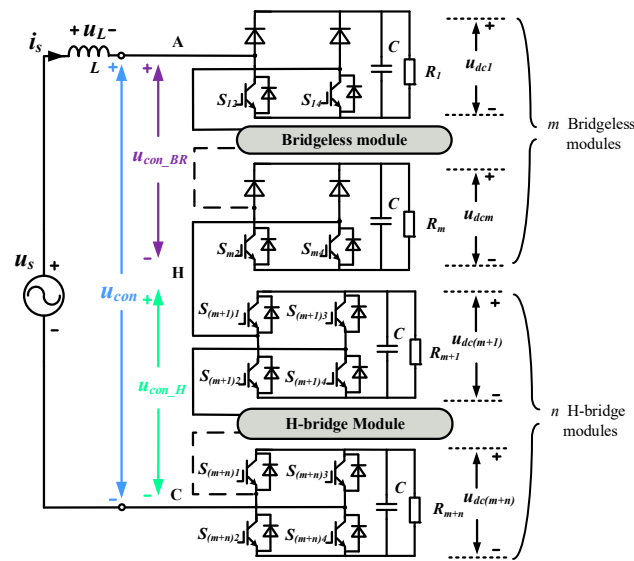 + u_L -
i_s
L
A
S_12
S_14
C
R_1
+
u_dc1
-
Bridgeless module
m Bridgeless
modules
+
u_con_BR
-
S_m2
S_m4
C
R_m
+
u_dcm
-
u_s
+
-
+
u_con
-
H
+
u_con_H
-
S_(m+1)1
S_(m+1)3
S_(m+1)2
S_(m+1)4
C
R_m+1
+
u_dc(m+1)
-
H-bridge Module
n H-bridge
modules
C
S_(m+n)1
S_(m+n)3
S_(m+n)2
S_(m+n)4
C
R_m+n
+
u_dc(m+n)
-